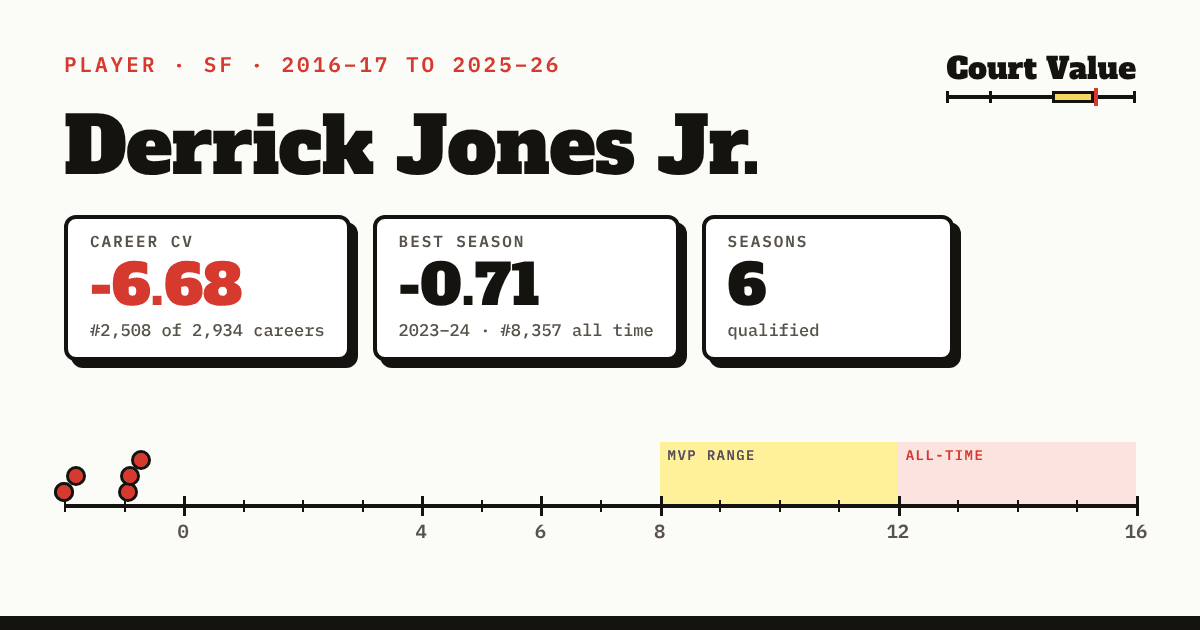 PLAYER · SF · 2016–17 TO 2025–26
Court Value
Derrick Jones Jr.
CAREER CV
-6.68
#2,508 of 2,934 careers
BEST SEASON
-0.71
2023–24 · #8,357 all time
SEASONS
6
qualified
MVP RANGE
ALL-TIME
0
4
6
8
12
16